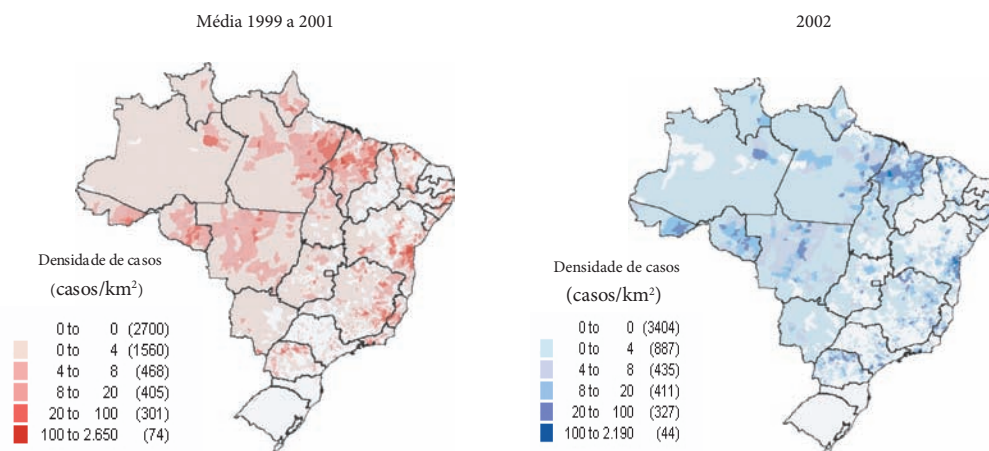 Média 1999 a 2001
Densidade de casos
(casos/km²)
0 to 0 (2700)
0 to 4 (1560)
4 to 8 (468)
8 to 20 (405)
20 to 100 (301)
100 to 2.650 (74)
2002
Densidade de casos
(casos/km²)
0 to 0 (3404)
0 to 4 (887)
4 to 8 (435)
8 to 20 (411)
20 to 100 (327)
100 to 2.190 (44)